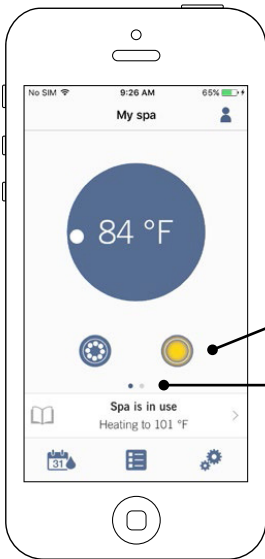 No SIM 9:26 AM 65%
My spa
84 °F
Spa is in use
Heating to 101 °F
31